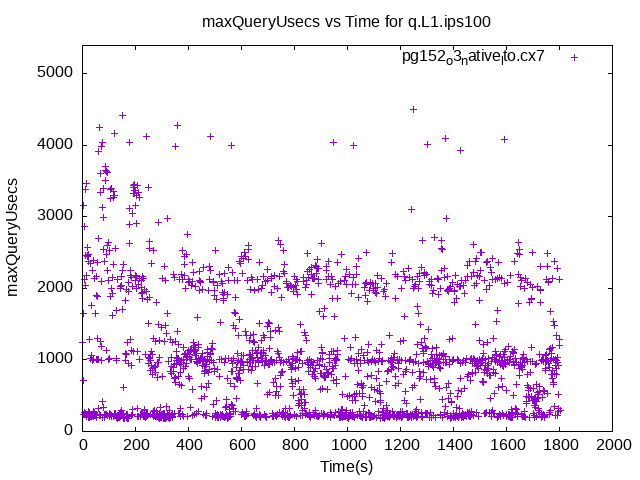 maxQueryUsecs vs Time for q.L1.ips100
pg152o3nativelto.cx7
maxQueryUsecs
5000
4000
3000
2000
1000
0
0 200 400 600 800 1000 1200 1400 1600 1800 2000
Time(s)